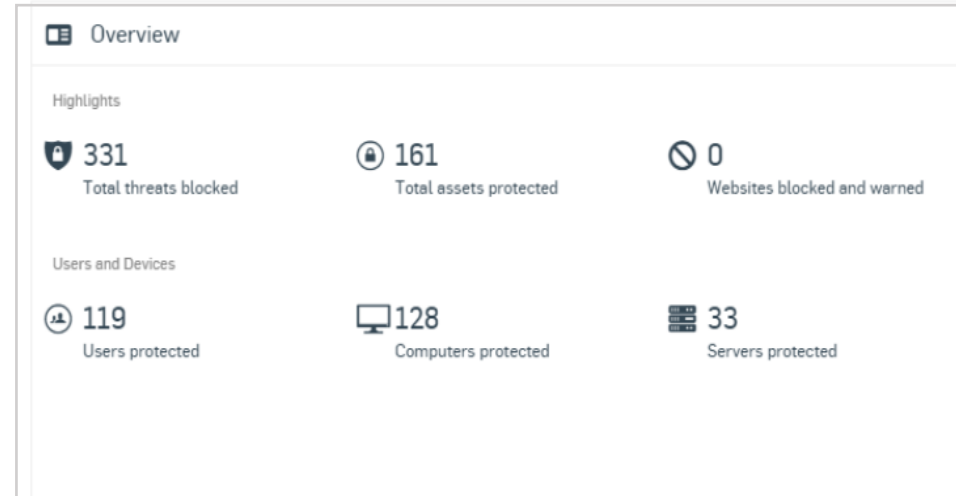 Overview
Highlights
331
Total threats blocked
161
Total assets protected
0
Websites blocked and warned
Users and Devices
119
Users protected
128
Computers protected
33
Servers protected